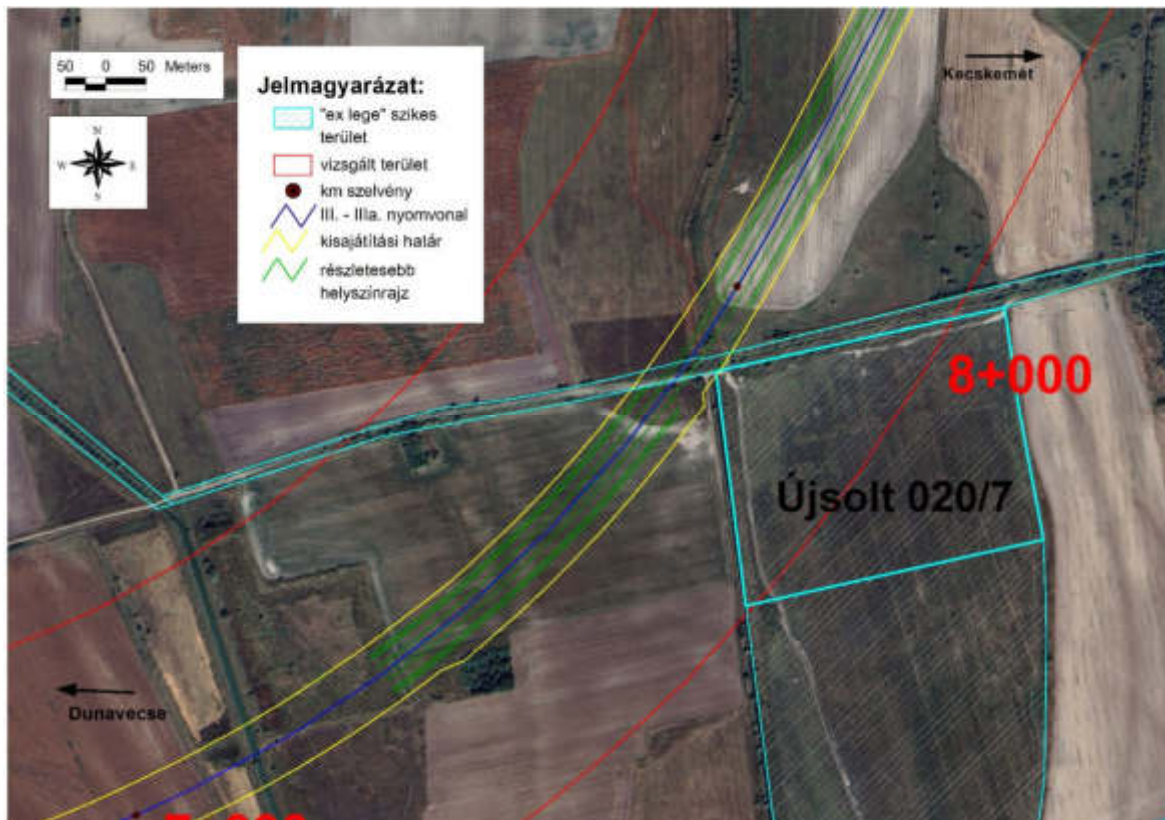 50 0 50 Meters
N
W E
S
Jelmagyarázat:
"ex lege" szikes
terület
vizsgált terület
km szelvény
III. - IIIa. nyomvonal
kisajátítási határ
részletesebb
helyszínrajz
Kecskemét
8+000
Újsolt 020/7
Dunavecse